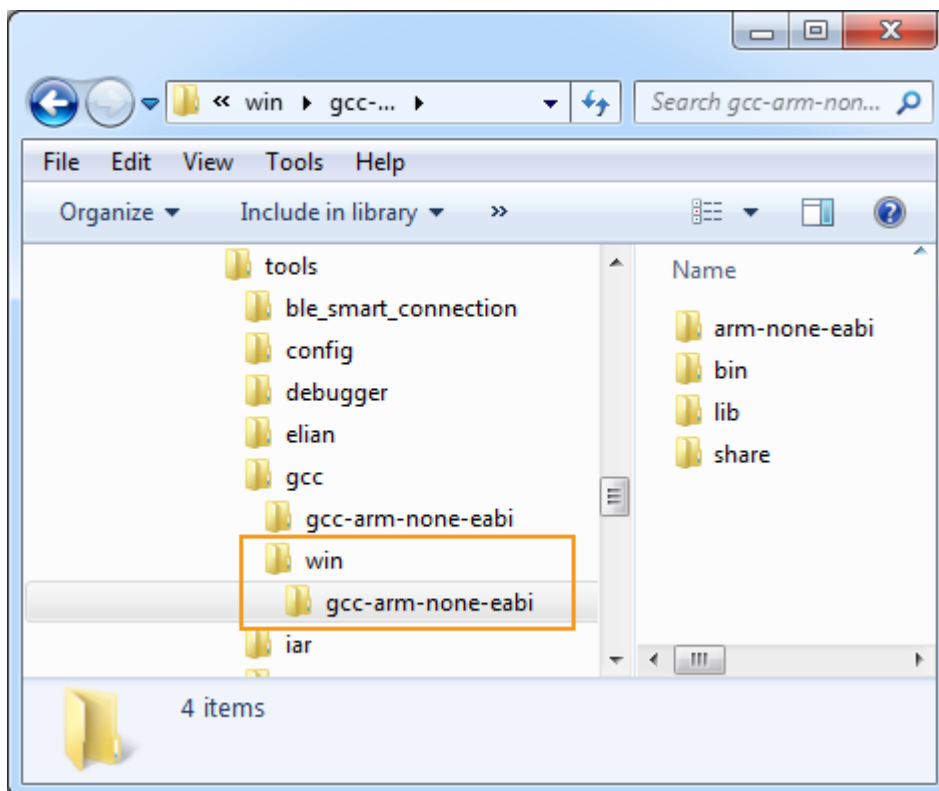 « win ▸ gcc-... ▸
Search gcc-arm-non...
File Edit View Tools Help
Organize Include in library »
tools
ble_smart_connection
config
debugger
elian
gcc
gcc-arm-none-eabi
win
gcc-arm-none-eabi
iar
Name
arm-none-eabi
bin
lib
share
4 items